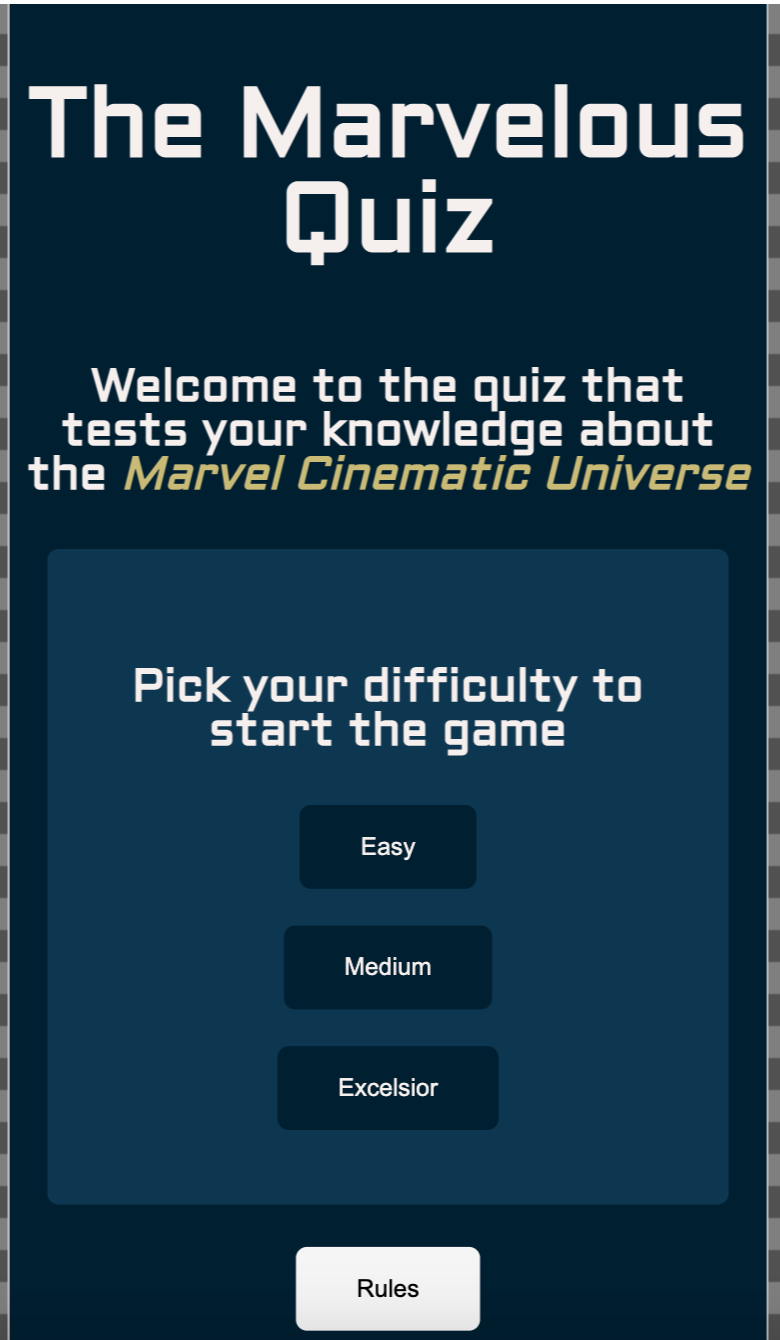 The Marvelous
Quiz
Welcome to the quiz that
tests your knowledge about
the Marvel Cinematic Universe
Pick your difficulty to
start the game
Easy
Medium
Excelsior
Rules